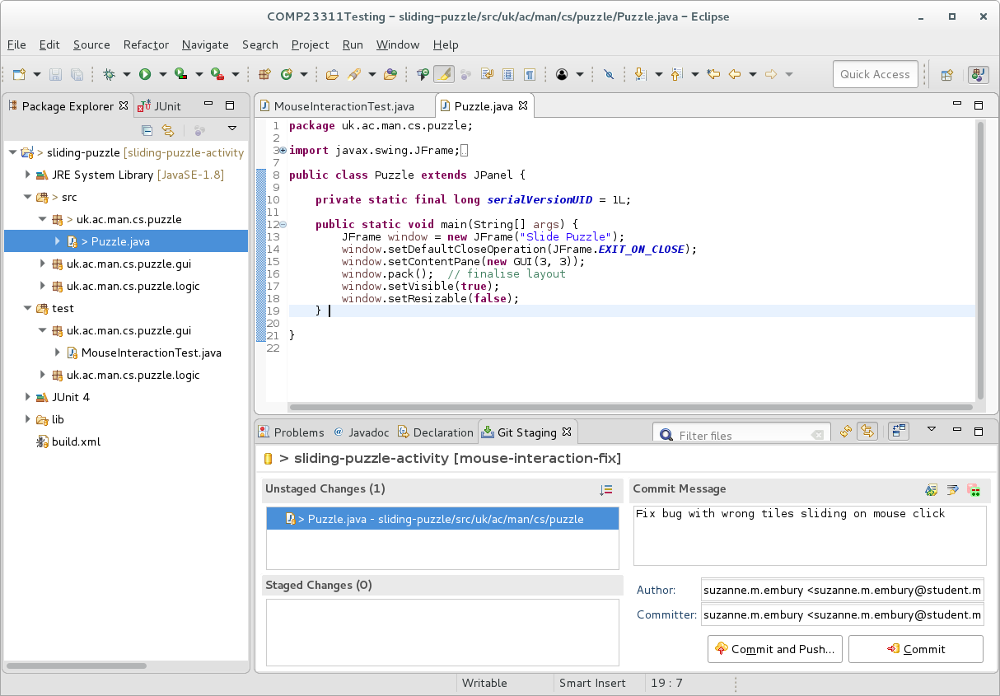 COMP23311Testing - sliding-puzzle/src/uk/ac/man/cs/puzzle/Puzzle.java - Eclipse
File Edit Source Refactor Navigate Search Project Run Window Help
Quick Access
Package Explorer JUnit
> sliding-puzzle [sliding-puzzle-activity
JRE System Library [JavaSE-1.8]
> src
> uk.ac.man.cs.puzzle
> Puzzle.java
uk.ac.man.cs.puzzle.gui
uk.ac.man.cs.puzzle.logic
test
uk.ac.man.cs.puzzle.gui
MouseInteractionTest.java
uk.ac.man.cs.puzzle.logic
JUnit 4
lib
build.xml
MouseInteractionTest.java Puzzle.java
1 package uk.ac.man.cs.puzzle;
2
3 import javax.swing.JFrame;
7
8 public class Puzzle extends JPanel {
9
10 private static final long serialVersionUID = 1L;
11
12 public static void main(String[] args) {
13 JFrame window = new JFrame("Slide Puzzle");
14 window.setDefaultCloseOperation(JFrame.EXIT_ON_CLOSE);
15 window.setContentPane(new GUI(3, 3));
16 window.pack(); // finalise layout
17 window.setVisible(true);
18 window.setResizable(false);
19 }
20
21 }
22
Problems @ Javadoc Declaration Git Staging Filter files
> sliding-puzzle-activity [mouse-interaction-fix]
Unstaged Changes (1)
> Puzzle.java - sliding-puzzle/src/uk/ac/man/cs/puzzle
Staged Changes (0)
Commit Message
Fix bug with wrong tiles sliding on mouse click
Author: suzanne.m.embury <suzanne.m.embury@student.m
Committer: suzanne.m.embury <suzanne.m.embury@student.m
Commit and Push... Commit
Writable Smart Insert 19 : 7